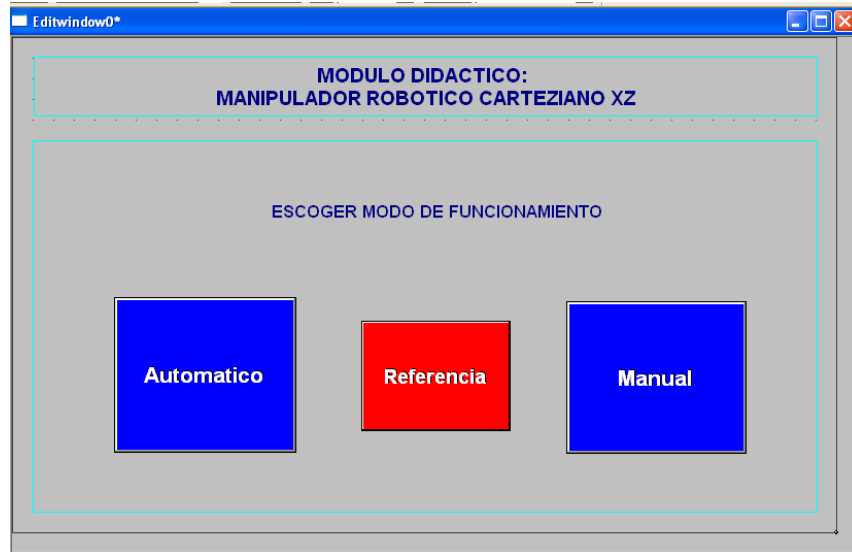 Editwindow0*
MODULO DIDACTICO:
MANIPULADOR ROBOTICO CARTEZIANO XZ
ESCOGER MODO DE FUNCIONAMIENTO
Automatico
Referencia
Manual